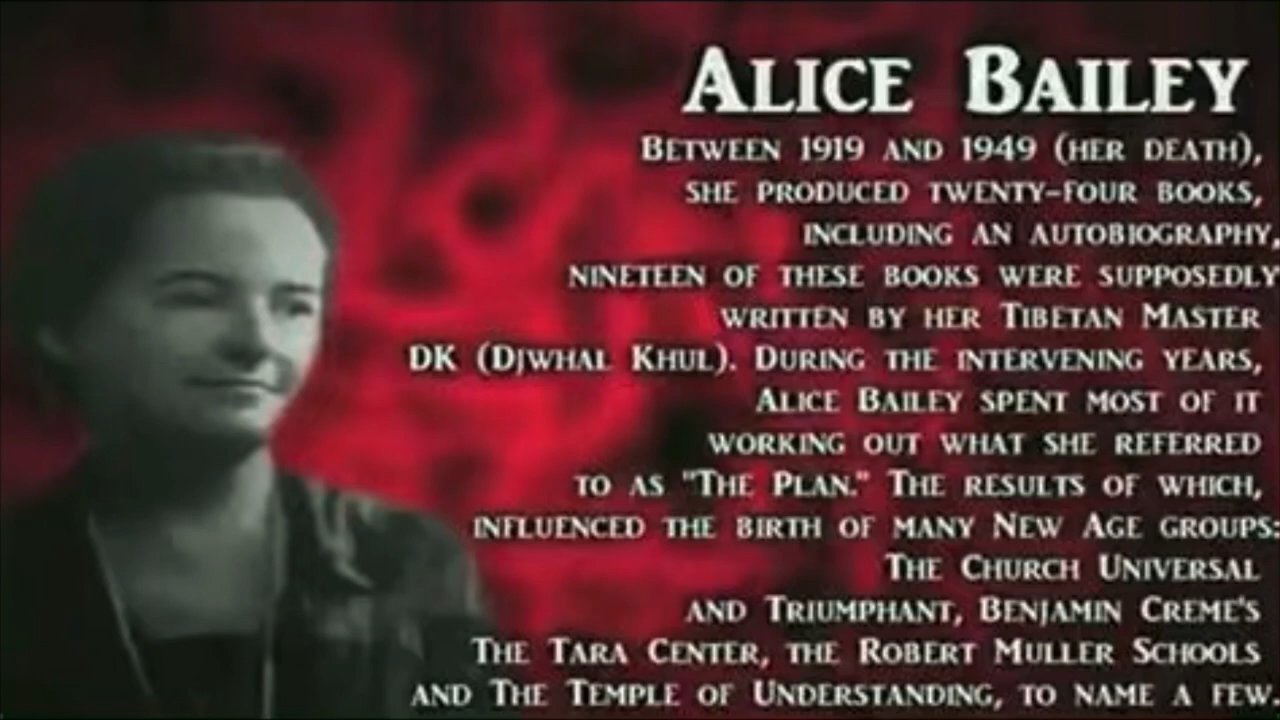 Alice Bailey
Between 1919 and 1949 (her death),
she produced twenty-four books,
including an autobiography,
nineteen of these books were supposedly
written by her Tibetan Master
DK (Djwhal Khul). During the intervening years,
Alice Bailey spent most of it
working out what she referred
to as "The Plan." The results of which,
influenced the birth of many New Age groups:
The Church Universal
and Triumphant, Benjamin Creme's
The Tara Center, the Robert Muller Schools
and The Temple of Understanding, to name a few.